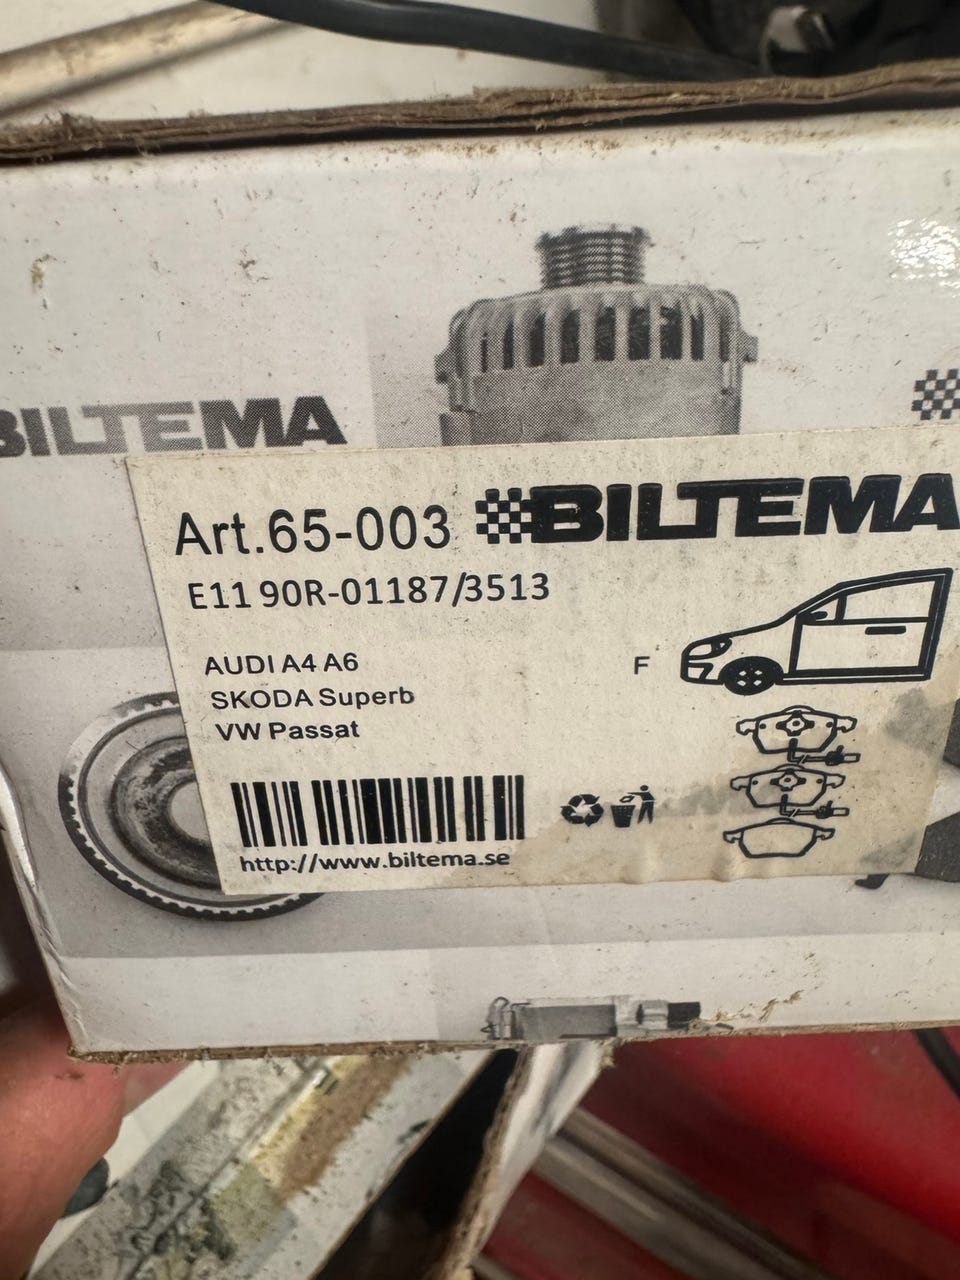 BILTEMA
Art.65-003 BILTEMA
E11 90R-01187/3513
AUDI A4 A6
F
SKODA Superb
VW Passat
http://www.biltema.se